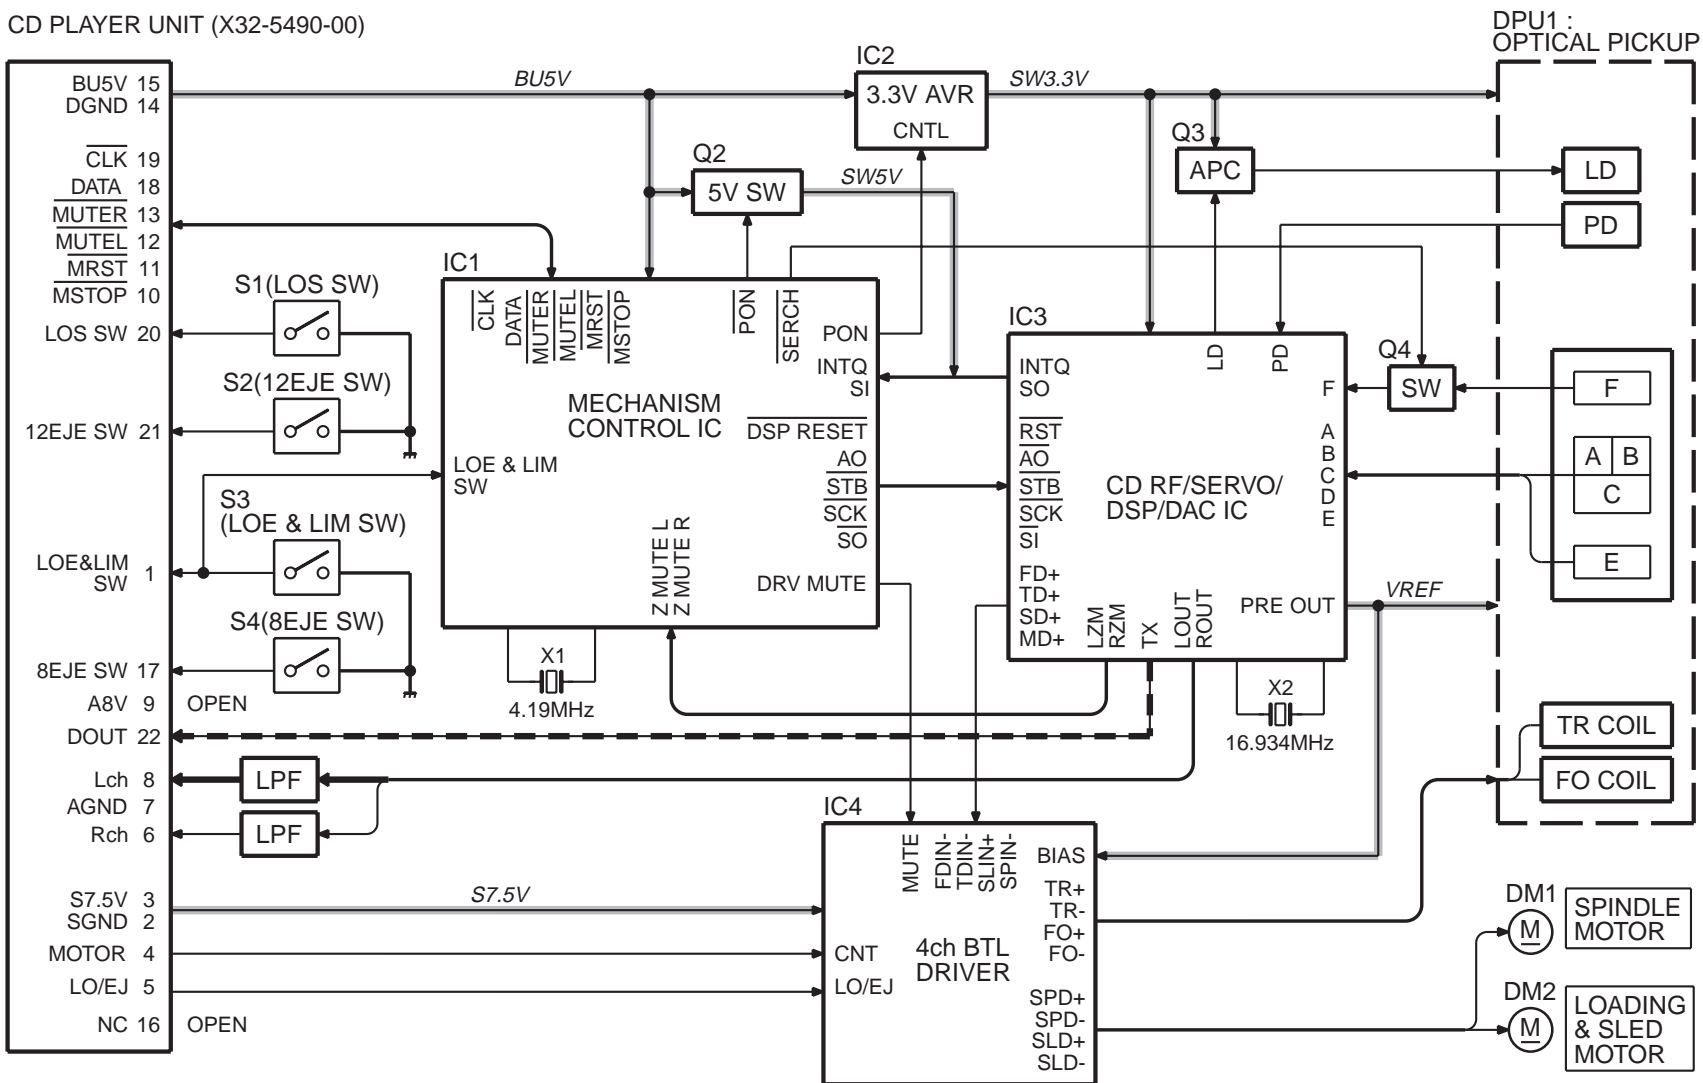 CD PLAYER UNIT (X32-5490-00)
DPU1 :
OPTICAL PICKUP
BU5V 15
DGND 14
CLK 19
DATA 18
MUTER 13
MUTEL 12
MRST 11
MSTOP 10
LOS SW 20
12EJE SW 21
LOE&LIM
SW 1
8EJE SW 17
A8V 9 OPEN
DOUT 22
Lch 8
AGND 7
Rch 6
S7.5V 3
SGND 2
MOTOR 4
LO/EJ 5
NC 16 OPEN
S1(LOS SW)
S2(12EJE SW)
S3
(LOE & LIM SW)
S4(8EJE SW)
LPF
LPF
BU5V
IC2
3.3V AVR
CNTL
SW3.3V
Q2
5V SW
SW5V
Q3
APC
IC1
CLK
DATA
MUTER
MUTEL
MRST
MSTOP
PON
SERCH
PON
INTQ
SI
MECHANISM
CONTROL IC
DSP RESET
AO
STB
SCK
SO
LOE & LIM
SW
Z MUTE L
Z MUTE R
DRV MUTE
X1
4.19MHz
IC3
LD
PD
INTQ
SO
RST
AO
STB
SCK
SI
FD+
TD+
SD+
MD+
CD RF/SERVO/
DSP/DAC IC
F
A
B
C
D
E
LZM
RZM
TX
LOUT
ROUT
PRE OUT
X2
16.934MHz
Q4
SW
VREF
LD
PD
F
A B
C
E
TR COIL
FO COIL
S7.5V
IC4
MUTE
FDIN-
TDIN-
SLIN+
SPIN-
BIAS
TR+
TR-
FO+
FO-
CNT
LO/EJ
4ch BTL
DRIVER
SPD+
SPD-
SLD+
SLD-
DM1
M
SPINDLE
MOTOR
DM2
M
LOADING
& SLED
MOTOR